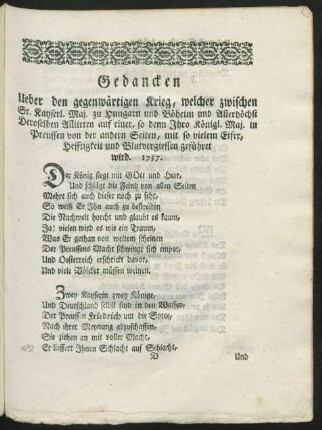 Gedancken
Ueber den gegenwärtigen Krieg, welcher zwischen
Sr. Kayserl. Maj. zu Hungarn und Böheim und Allerhöchst
Deroselben Alliirten auf einer, so denn Ihro Königl. Maj. in
Preussen von der andern Seiten, mit so vielem Eifer,
Hefftigkeit und Blutvergiessen geführet
wird. 1757.
Der König siegt mit GOtt und Heer,
Und schlägt die Feind von allen Seiten
Mehrt sich auch dieser noch so sehr,
So weiß Er Ihn auch zu bestreiten
Die Nachwelt horcht und glaubt es kaum,
Ja! vielen wird es wie ein Traum,
Was Er gethan von weitem scheinen
Der Preussens Macht schwingt sich empor,
Und Oesterreich erschrickt davor,
Und viele Völcker müssen weinen.
Zwey Kayserin zwey Könige,
Und Deutschland selbst sind in den Waffen,
Der Preuß'n Friedrich um die Spree,
Nach ihrer Meynung abzuschaffen,
Sie ziehen an mit voller Macht,
Er liefert Ihnen Schlacht auf Schlacht,
D Und